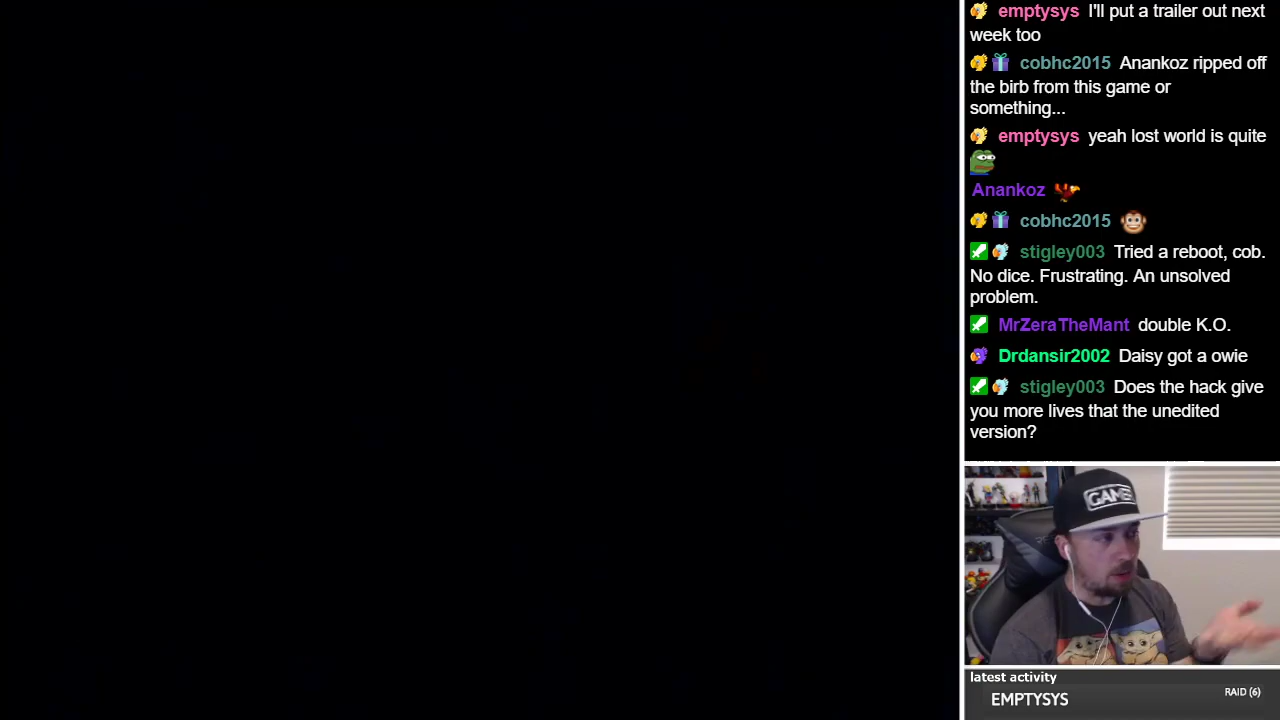 emptysys I'll put a trailer out next
week too
cobhc2015 Anankoz ripped off
the birb from this game or
something...
emptysys yeah lost world is quite
Anankoz
cobhc2015
stigley003 Tried a reboot, cob.
No dice. Frustrating. An unsolved
problem.
MrZeraTheMant double K.O.
Drdansir2002 Daisy got a owie
stigley003 Does the hack give
you more lives that the unedited
version?
GAMER
latest activity
EMPTYSYS RAID (6)